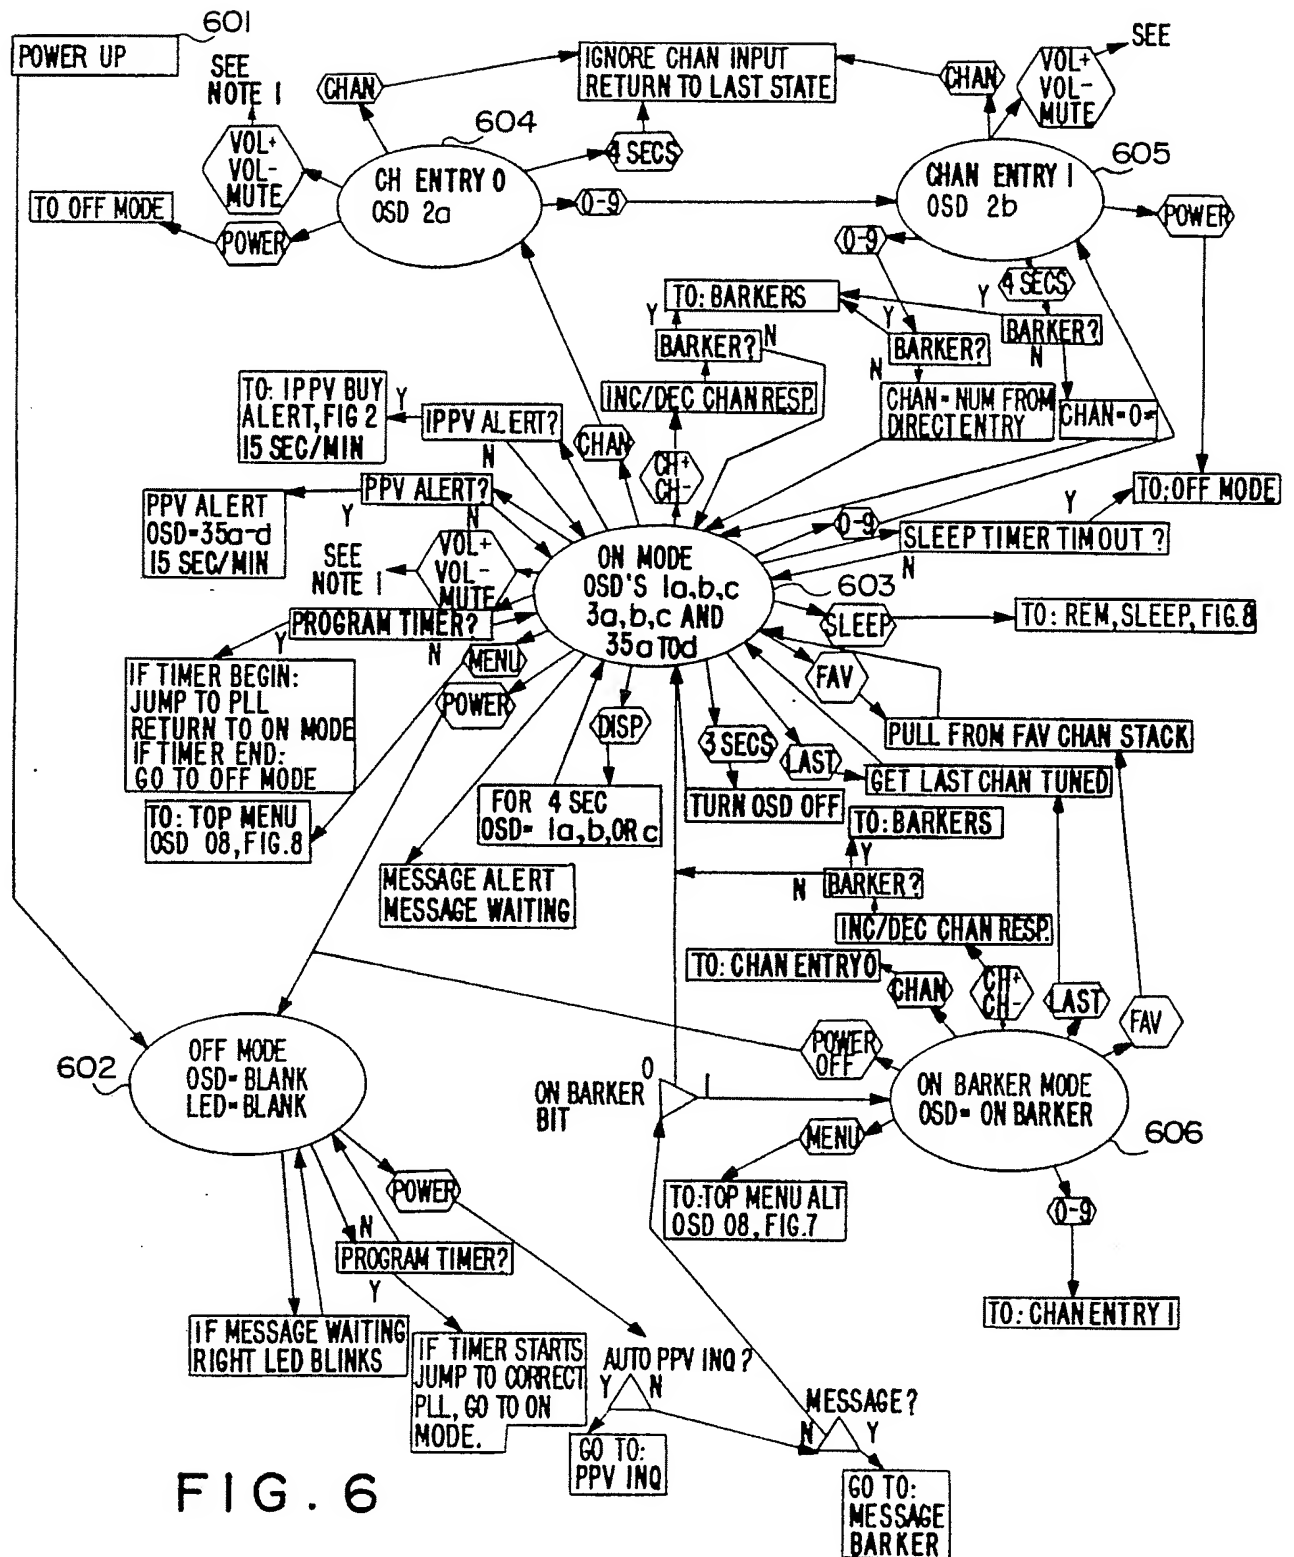 601
POWER UP
SEE
NOTE 1
CHAN
IGNORE CHAN INPUT
RETURN TO LAST STATE
CHAN
VOL+
VOL-
MUTE
SEE
VOL+
VOL-
MUTE
604
4 SECS
605
CH ENTRY 0
OSD 2a
CHAN ENTRY 1
OSD 2b
TO OFF MODE
POWER
0-9
POWER
0-9
4 SECS
TO: BARKERS
Y
Y
Y
BARKER?
N
BARKER?
N
BARKER?
N
INC/DEC CHAN RESP.
CHAN=NUM FROM
DIRECT ENTRY
CHAN=0≠
TO: IPPV BUY
ALERT, FIG 2
15 SEC/MIN
Y
IPPV ALERT?
N
CHAN
CH+
CH-
PPV ALERT
OSD=35a-d
15 SEC/MIN
Y
PPV ALERT?
N
TO:OFF MODE
Y
0-9
SLEEP TIMER TIMOUT ?
N
SEE
NOTE 1
VOL+
VOL-
MUTE
ON MODE
OSD'S 1a,b,c
3a,b,c AND
35a TO d
603
SLEEP
TO: REM, SLEEP, FIG.8
PROGRAM TIMER?
Y
N
IF TIMER BEGIN:
JUMP TO PLL
RETURN TO ON MODE
IF TIMER END:
GO TO OFF MODE
MENU
POWER
DISP
3 SECS
LAST
FAV
PULL FROM FAV CHAN STACK
GET LAST CHAN TUNED
TO: TOP MENU
OSD 08, FIG.8
FOR 4 SEC
OSD= 1a,b,OR c
TURN OSD OFF
TO: BARKERS
Y
MESSAGE ALERT
MESSAGE WAITING
N
BARKER?
INC/DEC CHAN RESP.
TO: CHAN ENTRY 0
CHAN
CH+
CH-
LAST
FAV
602
OFF MODE
OSD=BLANK
LED=BLANK
POWER
OFF
ON BARKER
BIT
0
1
ON BARKER MODE
OSD= ON BARKER
606
MENU
TO:TOP MENU ALT
OSD 08, FIG.7
0-9
TO: CHAN ENTRY 1
POWER
N
PROGRAM TIMER?
Y
IF MESSAGE WAITING
RIGHT LED BLINKS
IF TIMER STARTS
JUMP TO CORRECT
PLL, GO TO ON
MODE.
AUTO PPV INQ?
Y
N
GO TO:
PPV INQ
MESSAGE?
N
Y
GO TO:
MESSAGE
BARKER
FIG. 6